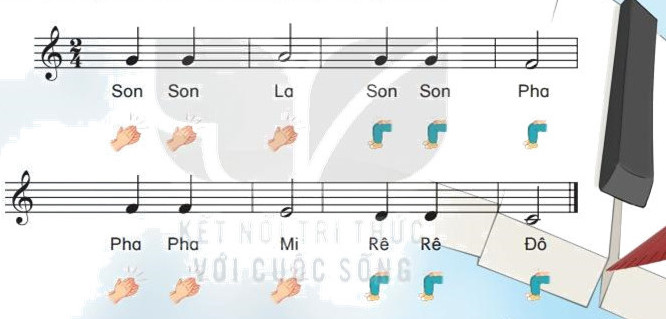 2
4
Son Son La Son Son Pha
Pha Pha Mi Rê Rê Đô
KẾT NỐI TRI THỨC
VỚI CUỘC SỐNG